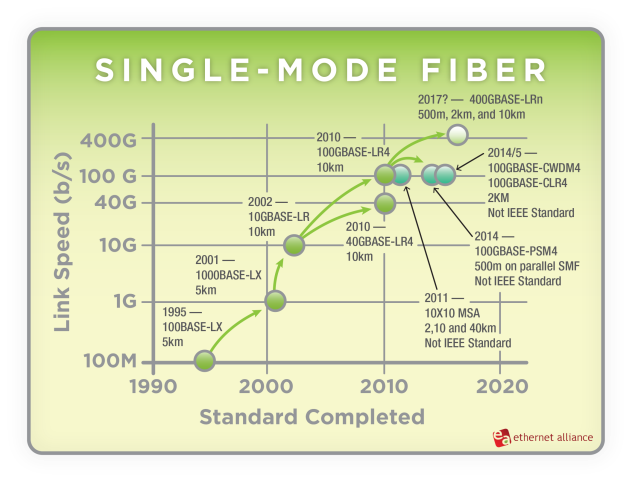 SINGLE-MODE FIBER
2017? — 400GBASE-LRn
500m, 2km, and 10km
400G
2010 —
100GBASE-LR4
10km
2014/5 —
100GBASE-CWDM4
100GBASE-CLR4
2KM
Not IEEE Standard
100 G
40G
2002 —
10GBASE-LR
10km
2010 —
40GBASE-LR4
10km
2014 —
100GBASE-PSM4
500m on parallel SMF
Not IEEE Standard
10G
2001 —
1000BASE-LX
5km
2011 —
10X10 MSA
2,10 and 40km
Not IEEE Standard
1G
1995 —
100BASE-LX
5km
100M
Link Speed (b/s)
1990 2000 2010 2020
Standard Completed
ea ethernet alliance